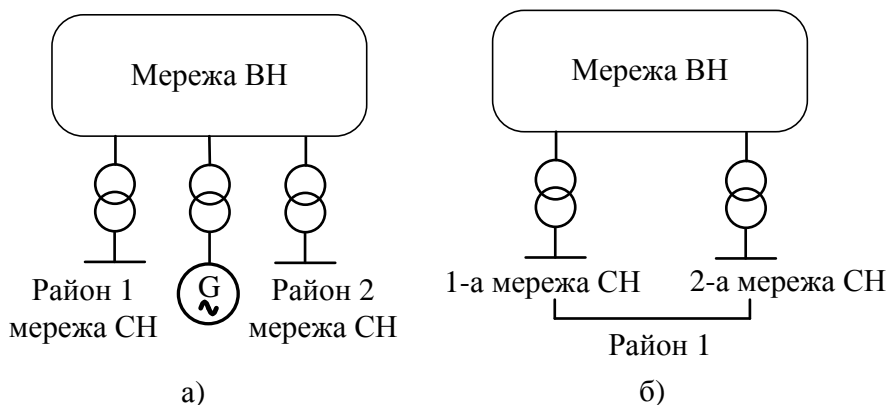 Мережа ВН
Район 1
мережа СН
G
Район 2
мережа СН
а)
Мережа ВН
1-а мережа СН
2-а мережа СН
Район 1
б)